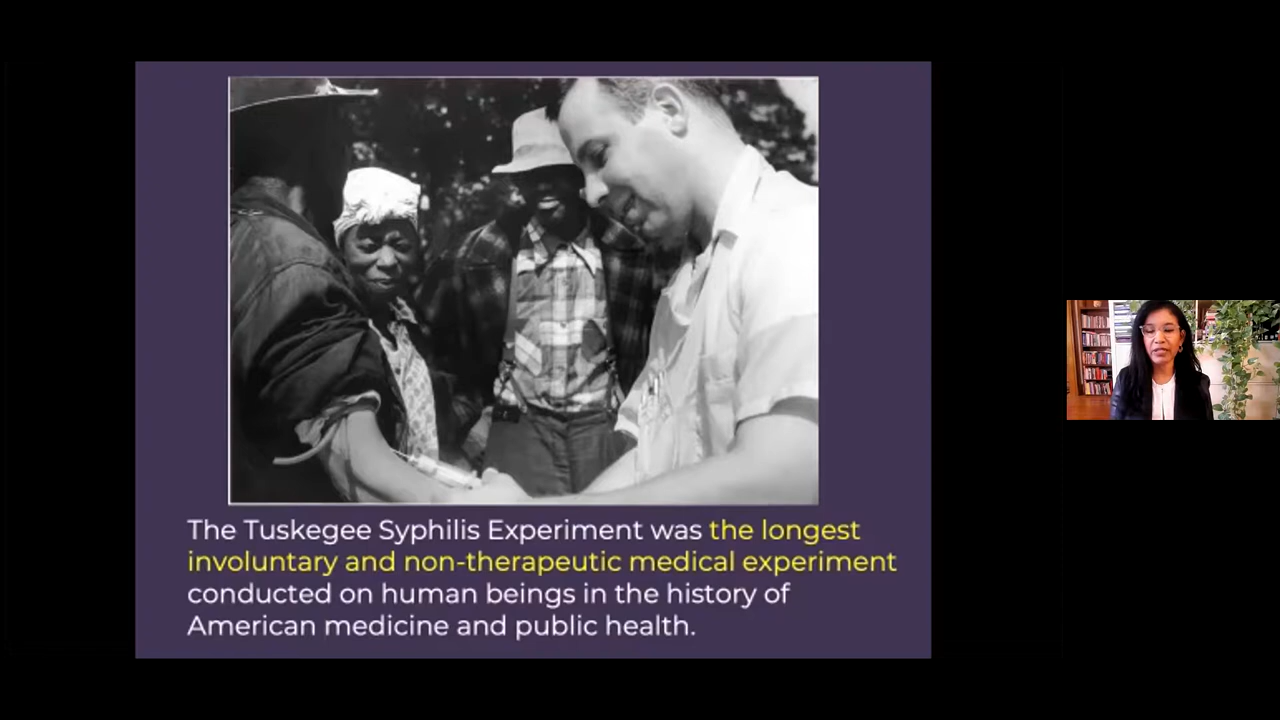 The Tuskegee Syphilis Experiment was the longest
involuntary and non-therapeutic medical experiment
conducted on human beings in the history of
American medicine and public health.